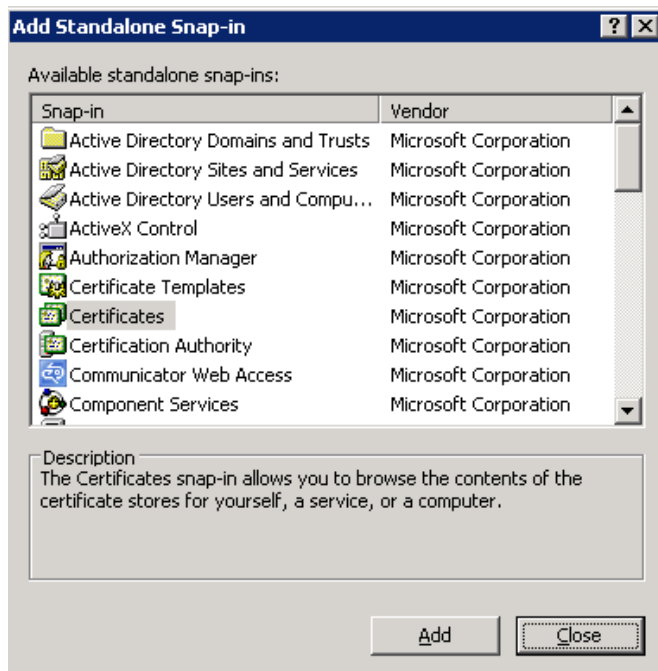 Add Standalone Snap-in
Available standalone snap-ins:
Snap-in Vendor
Active Directory Domains and Trusts Microsoft Corporation
Active Directory Sites and Services Microsoft Corporation
Active Directory Users and Compu... Microsoft Corporation
ActiveX Control Microsoft Corporation
Authorization Manager Microsoft Corporation
Certificate Templates Microsoft Corporation
Certificates Microsoft Corporation
Certification Authority Microsoft Corporation
Communicator Web Access Microsoft Corporation
Component Services Microsoft Corporation
Description
The Certificates snap-in allows you to browse the contents of the
certificate stores for yourself, a service, or a computer.
Add Close